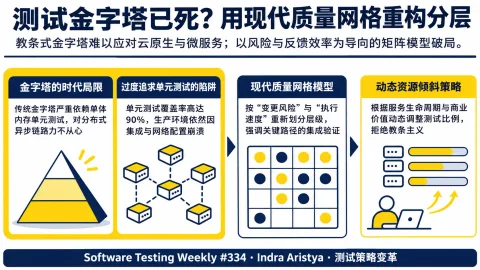 测试金字塔已死？用现代质量网格重构分层
教条式金字塔难以应对云原生与微服务；以风险与反馈效率为导向的矩阵模型破局。
金字塔的时代局限
传统金字塔严重依赖单体
内存单元测试，对分布式
异步链路力不从心
过度追求单元测试的陷阱
单元测试覆盖率高达
90%，生产环境依然因
集成与网络配置崩溃
现代质量网格模型
按“变更风险”与“执行
速度”重新划分层级，
强调关键路径的集成验证
动态资源倾斜策略
根据服务生命周期与商业
价值动态调整测试比例，
拒绝教条主义
Software Testing Weekly #334 · Indra Aristya · 测试策略变革